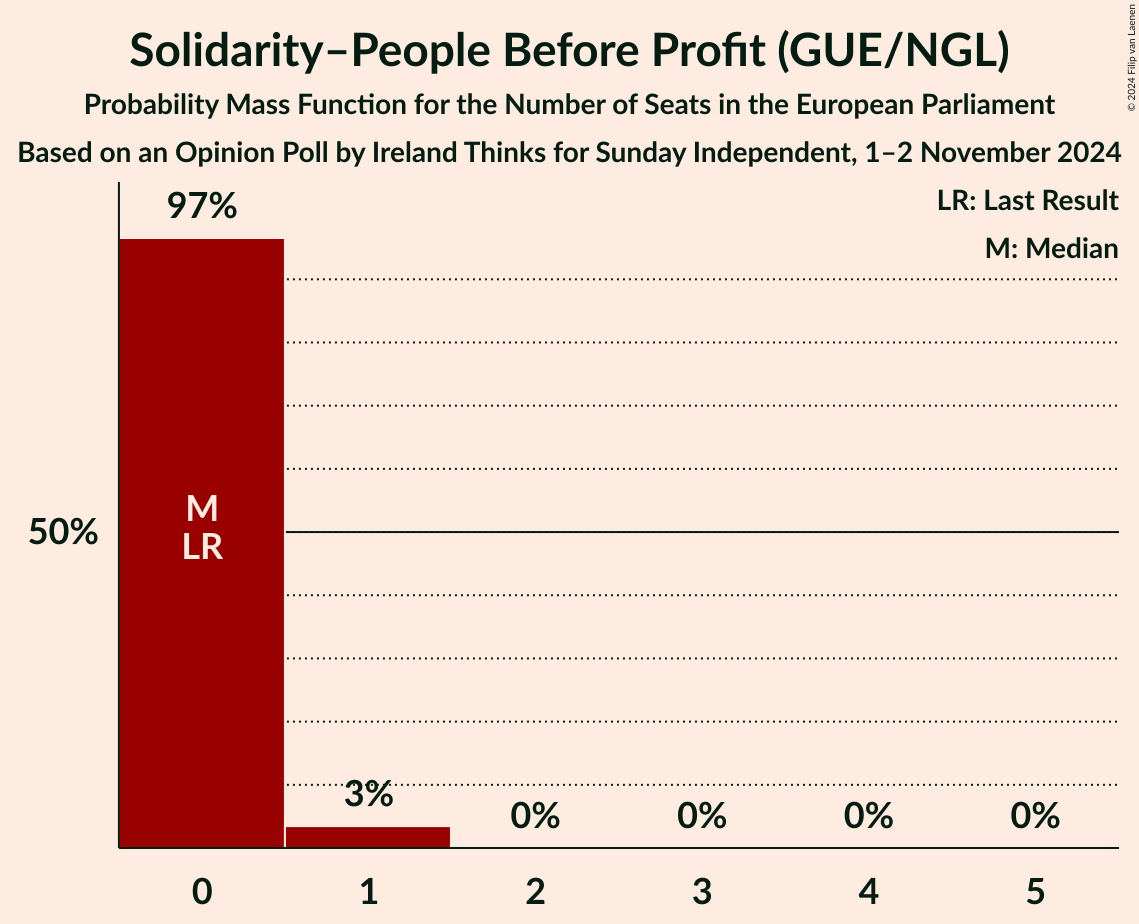 Solidarity–People Before Profit (GUE/NGL)
Probability Mass Function for the Number of Seats in the European Parliament
Based on an Opinion Poll by Ireland Thinks for Sunday Independent, 1–2 November 2024
© 2024 Filip van Laenen
LR: Last Result
M: Median
97%
M
LR
50%
3%
0%
0%
0%
0%
0
1
2
3
4
5